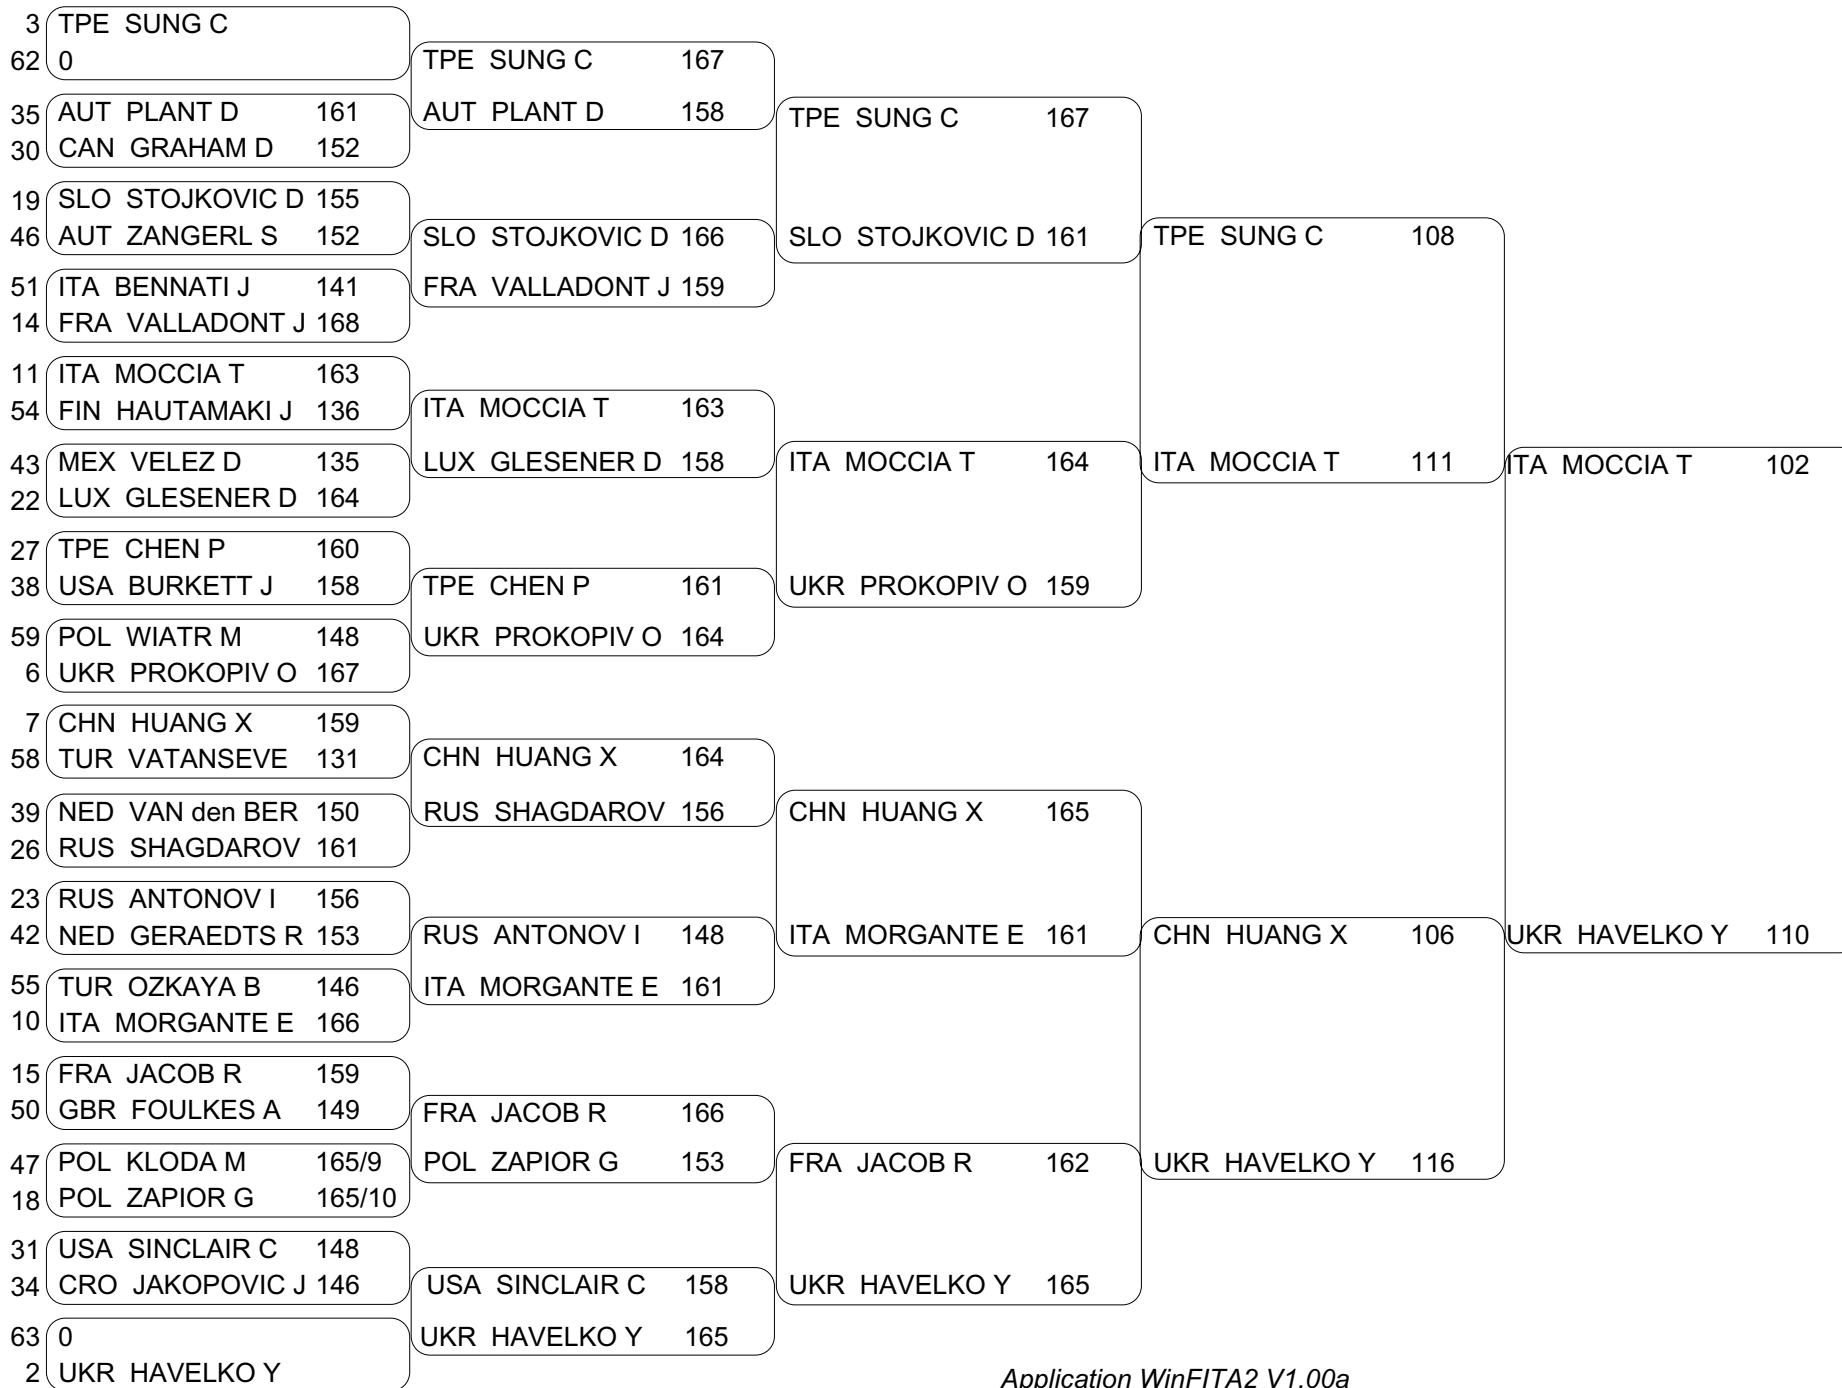 3 TPE SUNG C
62 0
35 AUT PLANT D 161
30 CAN GRAHAM D 152
19 SLO STOJKOVIC D 155
46 AUT ZANGERL S 152
51 ITA BENNATI J 141
14 FRA VALLADONT J 168
11 ITA MOCCIA T 163
54 FIN HAUTAMAKI J 136
43 MEX VELEZ D 135
22 LUX GLESENER D 164
27 TPE CHEN P 160
38 USA BURKETT J 158
59 POL WIATR M 148
6 UKR PROKOPIV O 167
7 CHN HUANG X 159
58 TUR VATANSEVE 131
39 NED VAN den BER 150
26 RUS SHAGDAROV 161
23 RUS ANTONOV I 156
42 NED GERAEDTS R 153
55 TUR OZKAYA B 146
10 ITA MORGANTE E 166
15 FRA JACOB R 159
50 GBR FOULKES A 149
47 POL KLODA M 165/9
18 POL ZAPIOR G 165/10
31 USA SINCLAIR C 148
34 CRO JAKOPOVIC J 146
63 0
2 UKR HAVELKO Y
TPE SUNG C 167
AUT PLANT D 158
SLO STOJKOVIC D 166
FRA VALLADONT J 159
ITA MOCCIA T 163
LUX GLESENER D 158
TPE CHEN P 161
UKR PROKOPIV O 164
CHN HUANG X 164
RUS SHAGDAROV 156
RUS ANTONOV I 148
ITA MORGANTE E 161
FRA JACOB R 166
POL ZAPIOR G 153
USA SINCLAIR C 158
UKR HAVELKO Y 165
TPE SUNG C 167
SLO STOJKOVIC D 161
ITA MOCCIA T 164
UKR PROKOPIV O 159
CHN HUANG X 165
ITA MORGANTE E 161
FRA JACOB R 162
UKR HAVELKO Y 165
TPE SUNG C 108
ITA MOCCIA T 111
CHN HUANG X 106
UKR HAVELKO Y 116
ITA MOCCIA T 102
UKR HAVELKO Y 110
Application WinFITA2 V1.00a